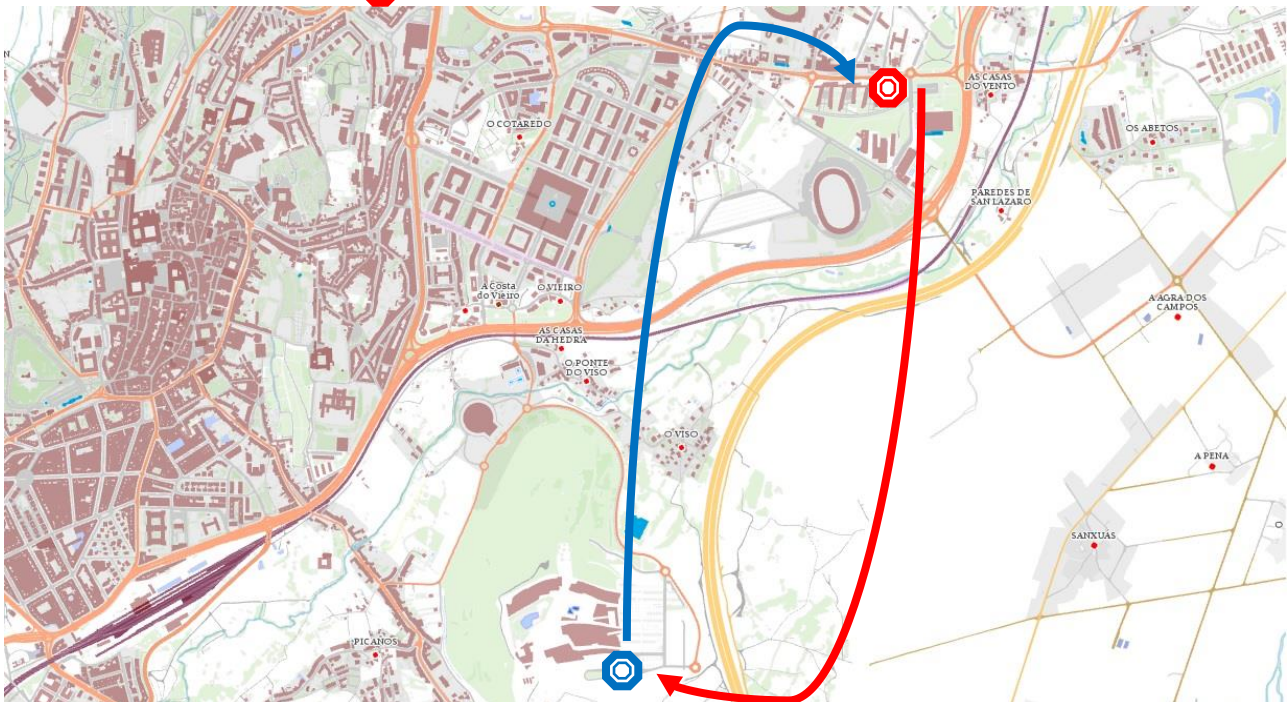 N
AS CASAS
DO VENTO
O COTAREDO
OS ABETOS
PAREDES DE
SAN LAZARO
A Costa
do Vieiro
O VIEIRO
A AGRA DOS
CAMPOS
AS CASAS
DA HEDRA
O PONTE
DO VISO
O VISO
A PENA
SANXUÁS
O
PICAÑOS